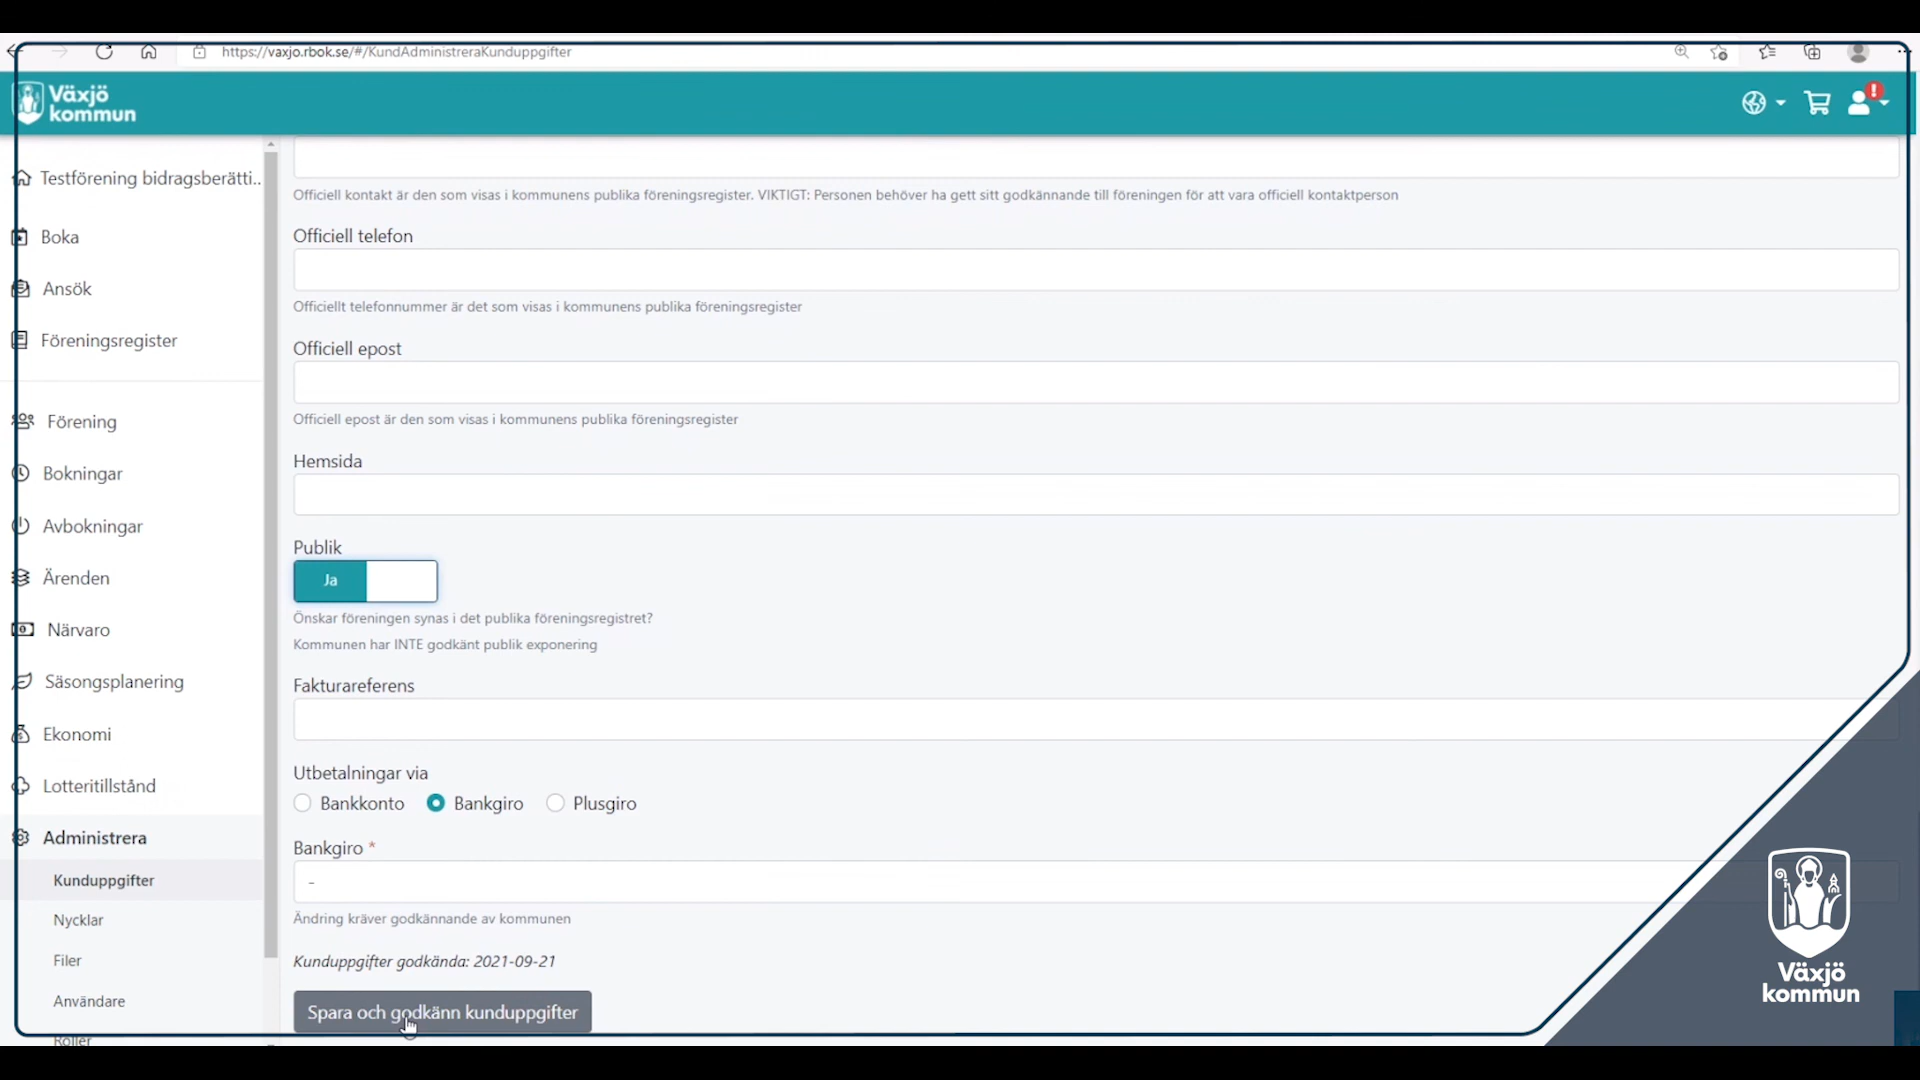 https://vaxjo.rbok.se/#/KundAdministreraKunduppgifter
Växjö
kommun
!
Testförening bidragsberätti..
Boka
Ansök
Föreningsregister
Förening
Bokningar
Avbokningar
Ärenden
Närvaro
Säsongsplanering
Ekonomi
Lotteritillstånd
Administrera
Kunduppgifter
Nycklar
Filer
Användare
Roller
Officiell kontakt är den som visas i kommunens publika föreningsregister. VIKTIGT: Personen behöver ha gett sitt godkännande till föreningen för att vara officiell kontaktperson
Officiell telefon
Officiellt telefonnummer är det som visas i kommunens publika föreningsregister
Officiell epost
Officiell epost är den som visas i kommunens publika föreningsregister
Hemsida
Publik
Ja
Önskar föreningen synas i det publika föreningsregistret?
Kommunen har INTE godkänt publik exponering
Fakturareferens
Utbetalningar via
Bankkonto Bankgiro Plusgiro
Bankgiro *
-
Ändring kräver godkännande av kommunen
Kunduppgifter godkända: 2021-09-21
Spara och godkänn kunduppgifter
Växjö
kommun